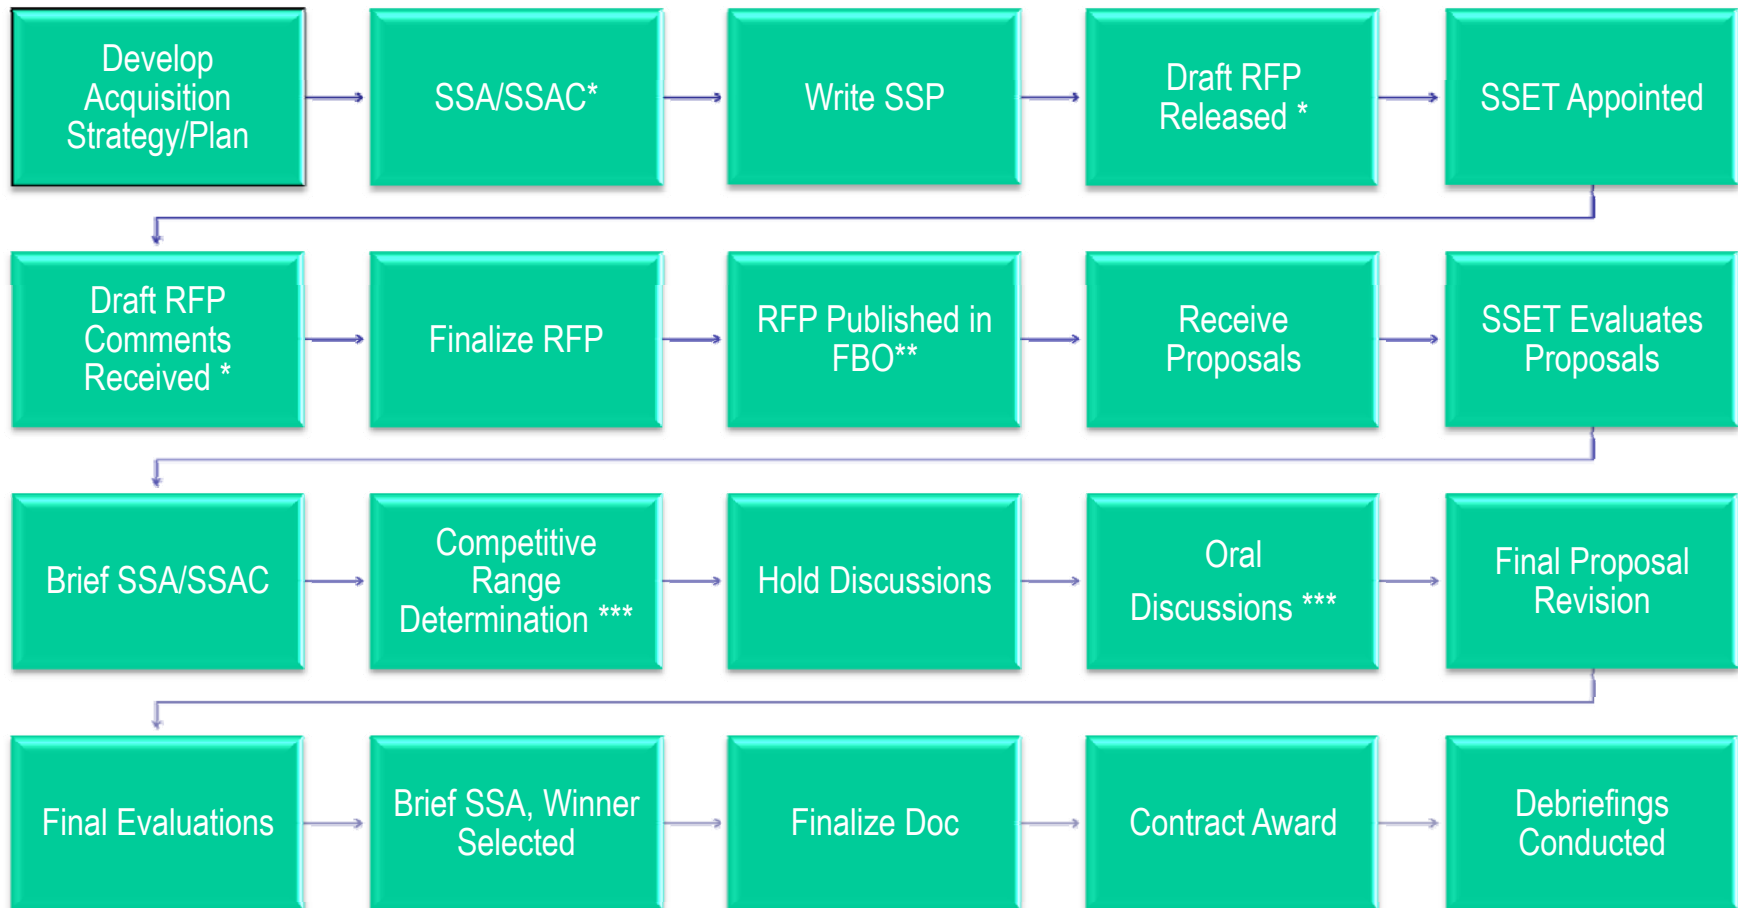 Develop
Acquisition
Strategy/Plan
SSA/SSAC*
Write SSP
Draft RFP
Released *
SSET Appointed
Draft RFP
Comments
Received *
Finalize RFP
RFP Published in
FBO**
Receive
Proposals
SSET Evaluates
Proposals
Brief SSA/SSAC
Competitive
Range
Determination ***
Hold Discussions
Oral
Discussions ***
Final Proposal
Revision
Final Evaluations
Brief SSA, Winner
Selected
Finalize Doc
Contract Award
Debriefings
Conducted